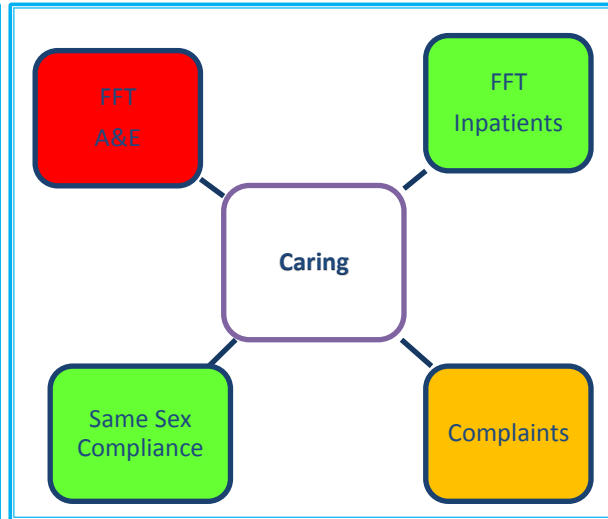 FFT
A&E
FFT
Inpatients
Caring
Same Sex
Compliance
Complaints